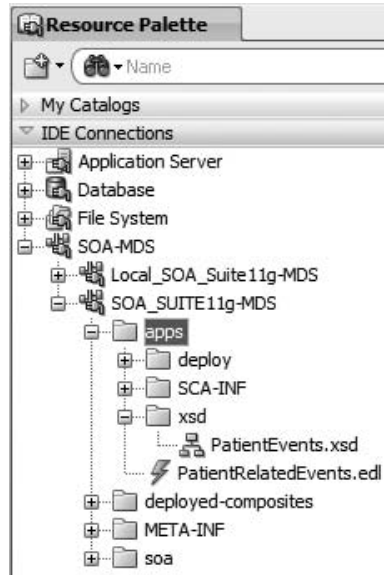 Resource Palette
Name
My Catalogs
IDE Connections
Application Server
Database
File System
SOA-MDS
Local_SOA_Suite11g-MDS
SOA_SUITE11g-MDS
apps
deploy
SCA-INF
xsd
PatientEvents.xsd
PatientRelatedEvents.edl
deployed-composites
META-INF
soa